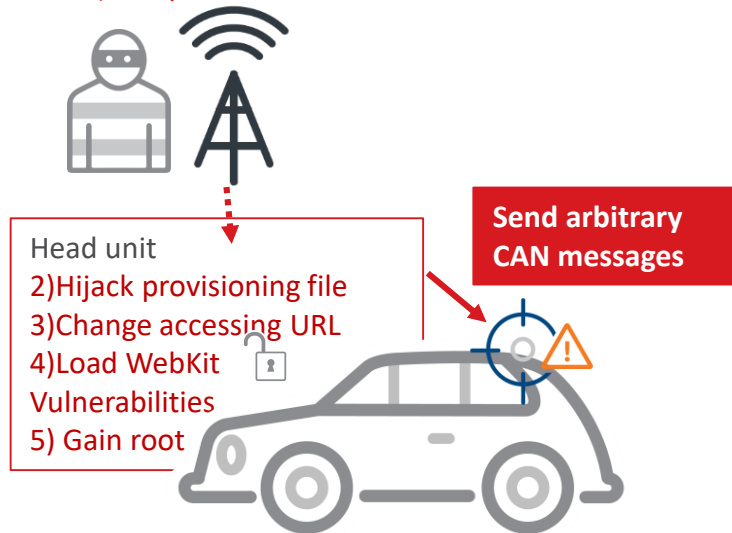 Head unit
2)Hijack provisioning file
3)Change accessing URL
4)Load WebKit
Vulnerabilities
5) Gain root
Send arbitrary
CAN messages